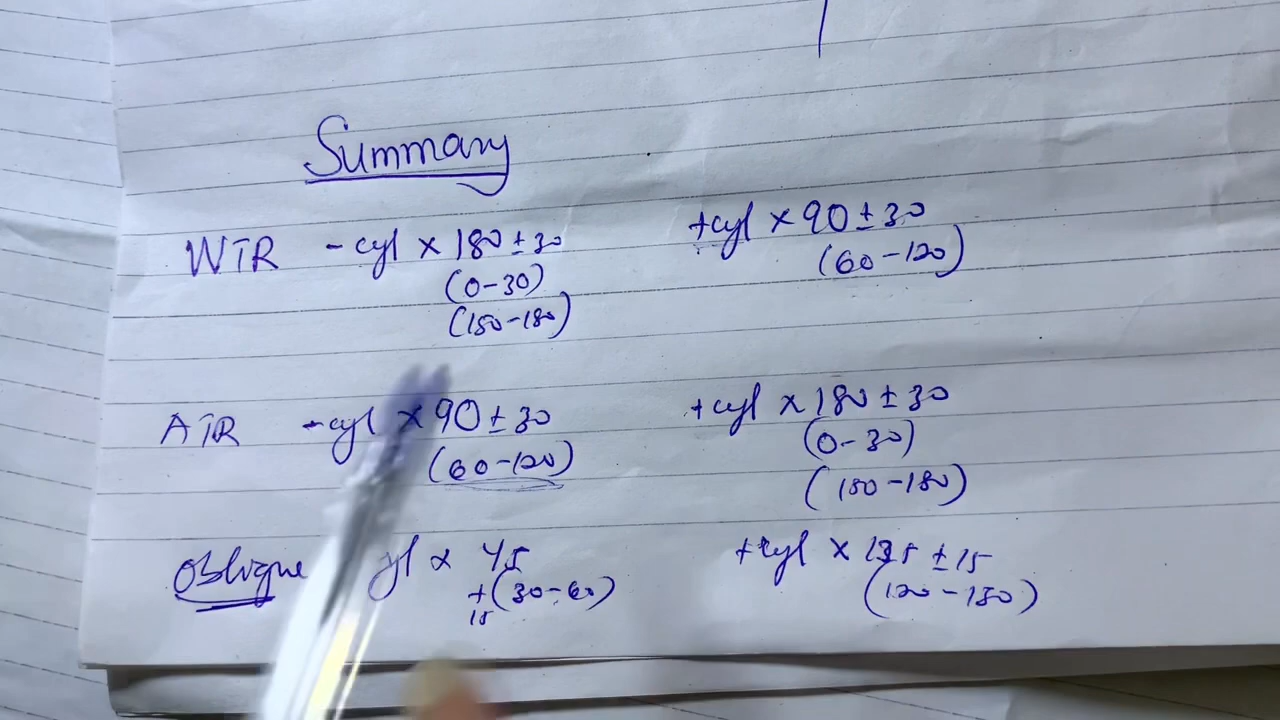 Summary
WTR -cyl × 180 ± 30 +cyl × 90 ± 30
(0-30) (60-120)
(150-180)
ATR -cyl × 90 ± 30 +cyl × 180 ± 30
(60-120) (0-30)
(150-180)
Oblique cyl × 45 +cyl × 135 ± 15
± 15 (30-60) (120-150)